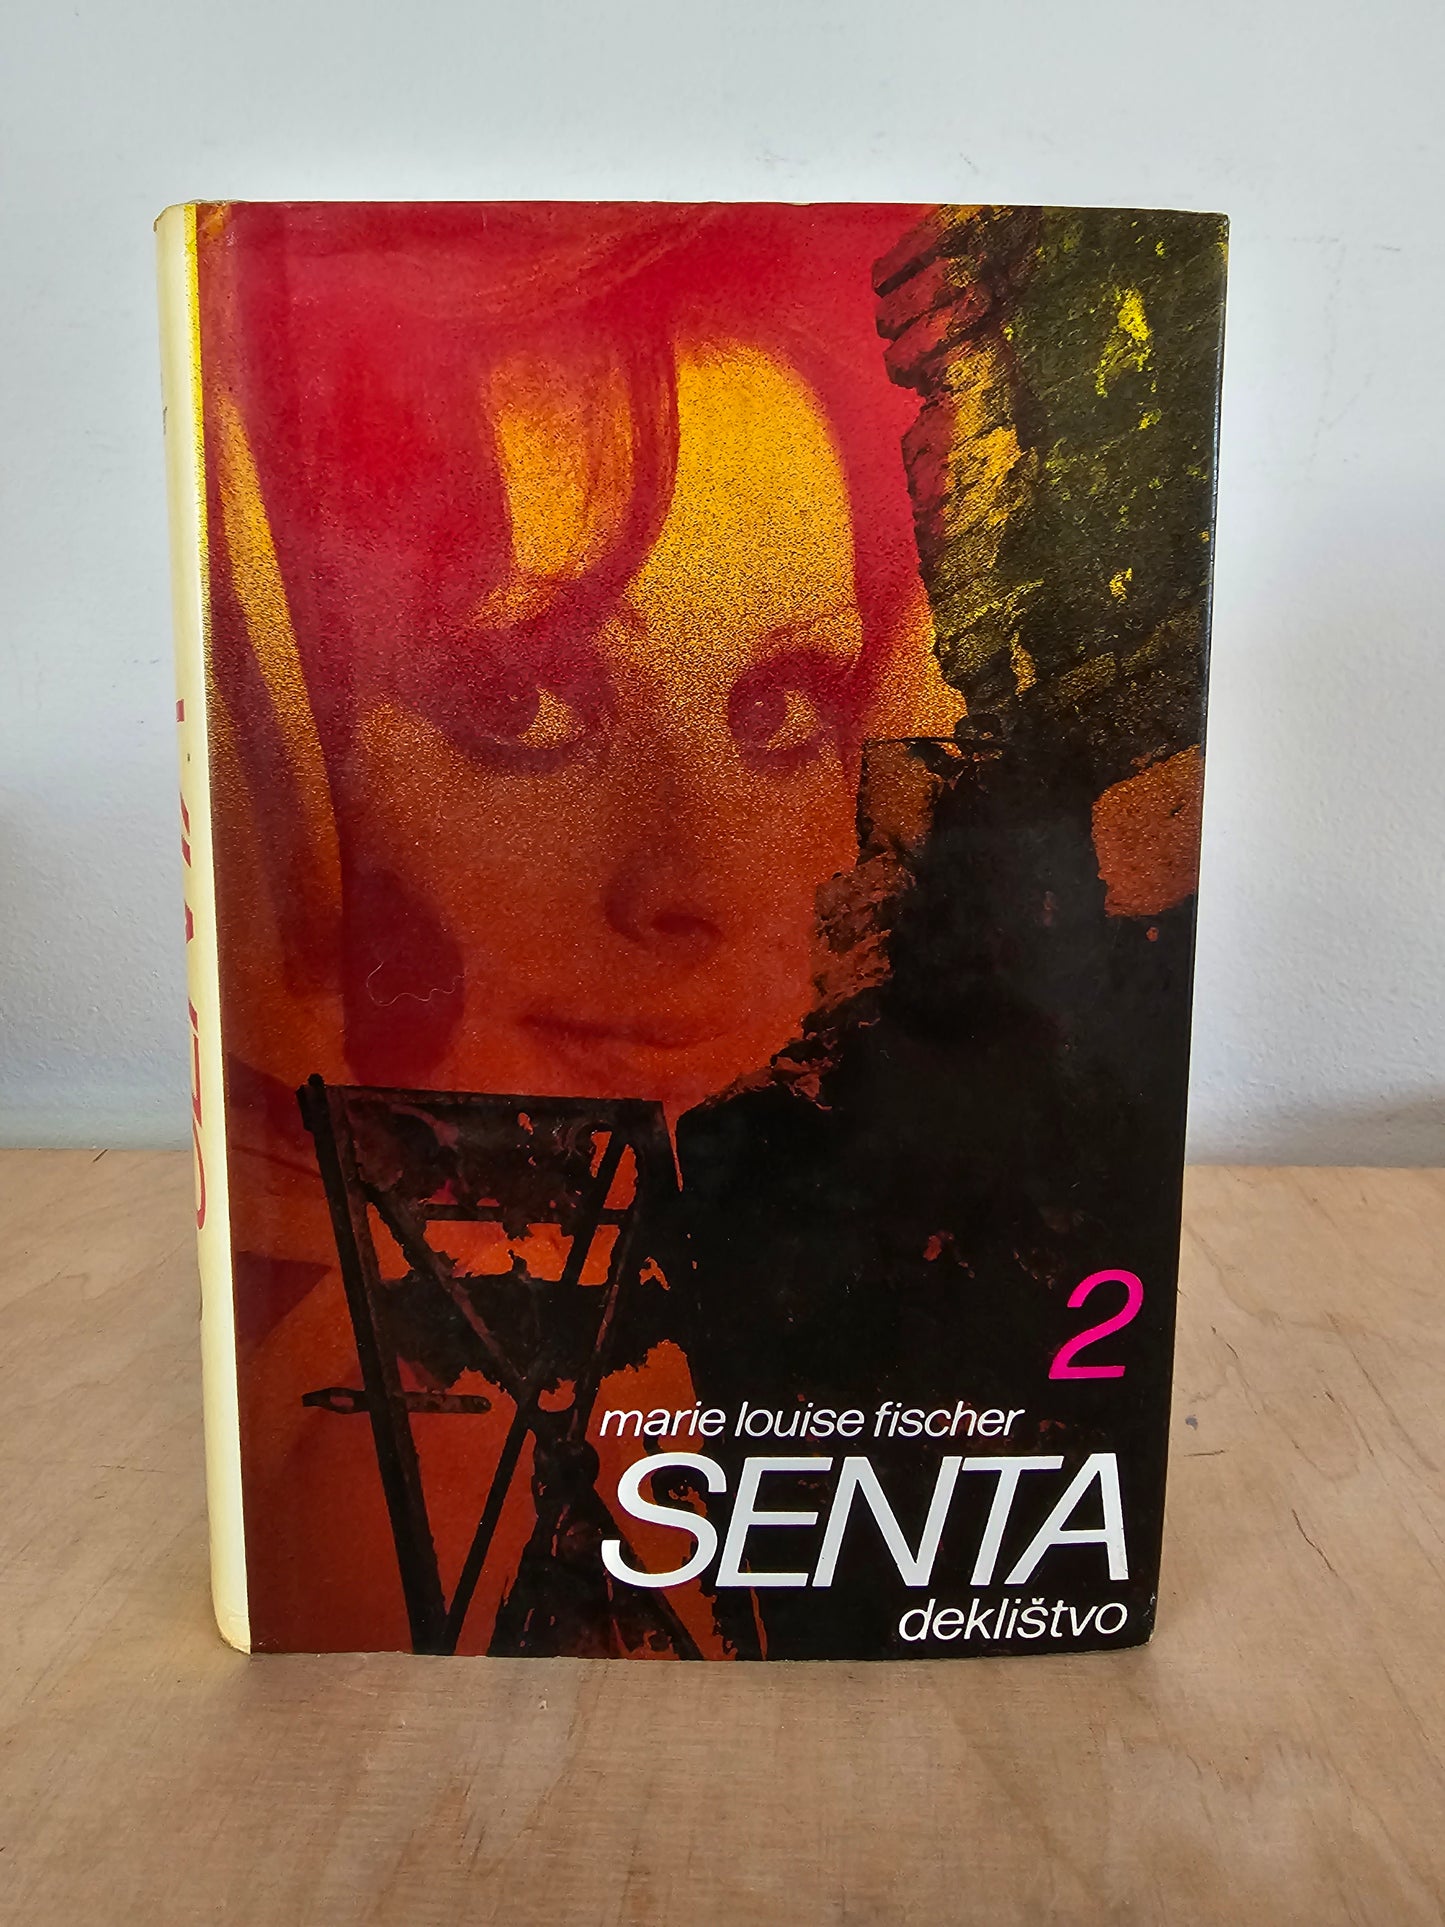 2
marie louise fischer
SENTA
deklištvo